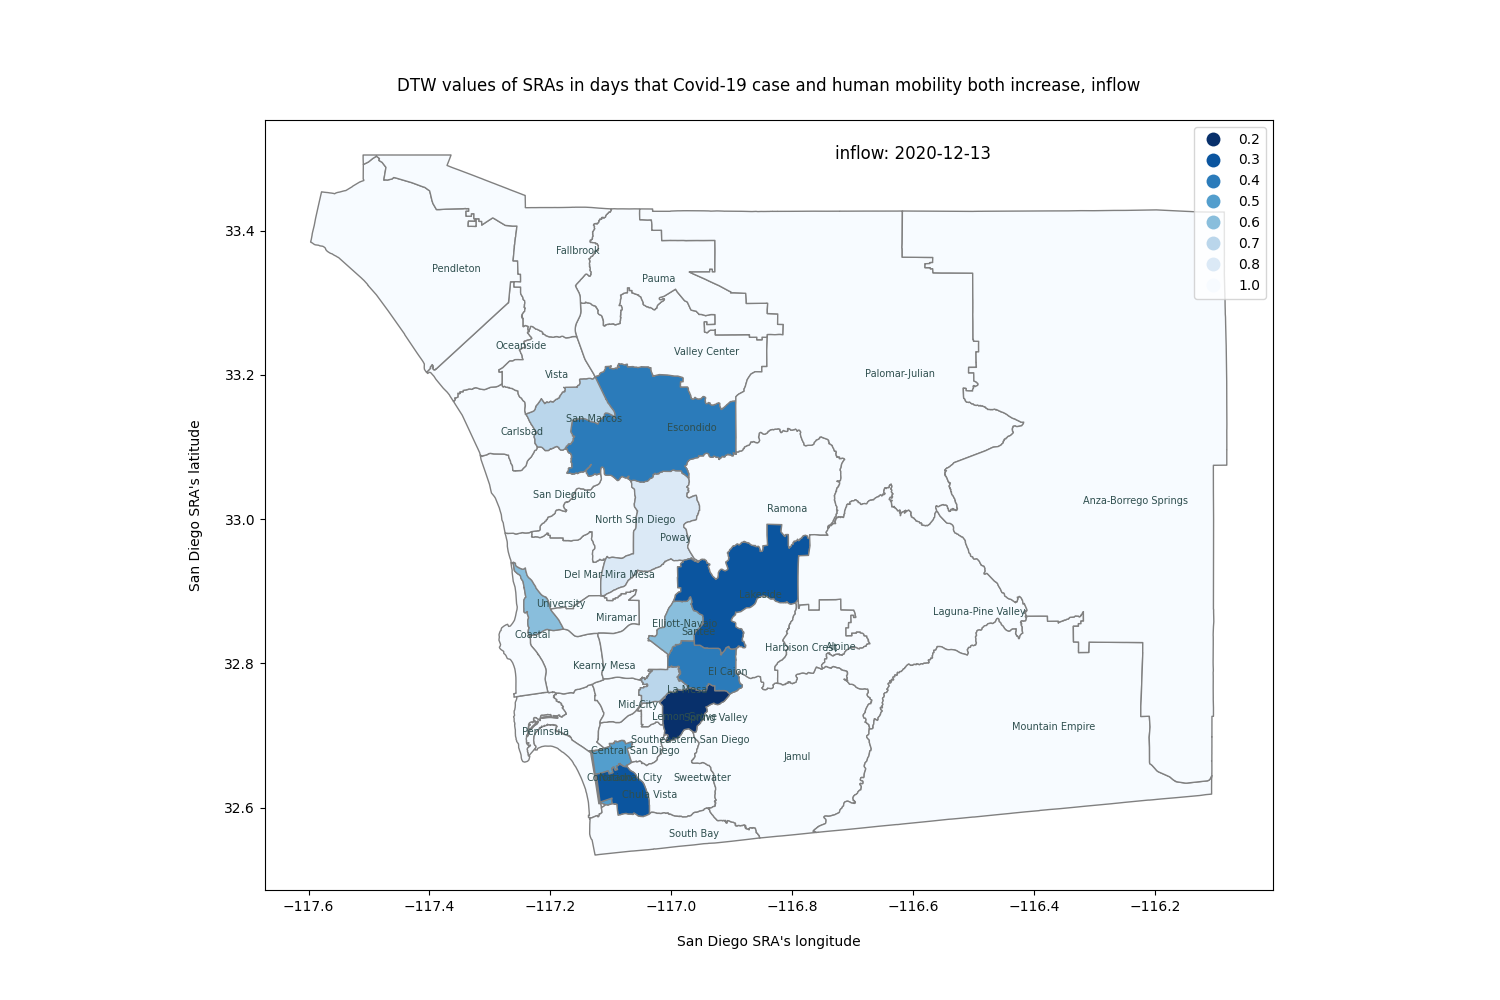 DTW values of SRAs in days that Covid-19 case and human mobility both increase, inflow
inflow: 2020-12-13
0.2
0.3
0.4
0.5
0.6
0.7
0.8
1.0
33.4
33.2
33.0
32.8
32.6
San Diego SRA's latitude
Fallbrook
Pendleton
Pauma
Oceanside
Valley Center
Vista
Palomar-Julian
San Marcos
Carlsbad
Escondido
San Dieguito
Anza-Borrego Springs
Ramona
North San Diego
Poway
Del Mar-Mira Mesa
University
Miramar
Laguna-Pine Valley
Elliott-Navajo
Coastal
Harbison Crest
Alpine
Kearny Mesa
El Cajon
La Mesa
Mid-City
Lemon Grove
Spring Valley
Mountain Empire
Peninsula
Southeastern San Diego
Central San Diego
Jamul
City
Sweetwater
Vista
South Bay
−117.6
−117.4
−117.2
−117.0
−116.8
−116.6
−116.4
−116.2
San Diego SRA's longitude